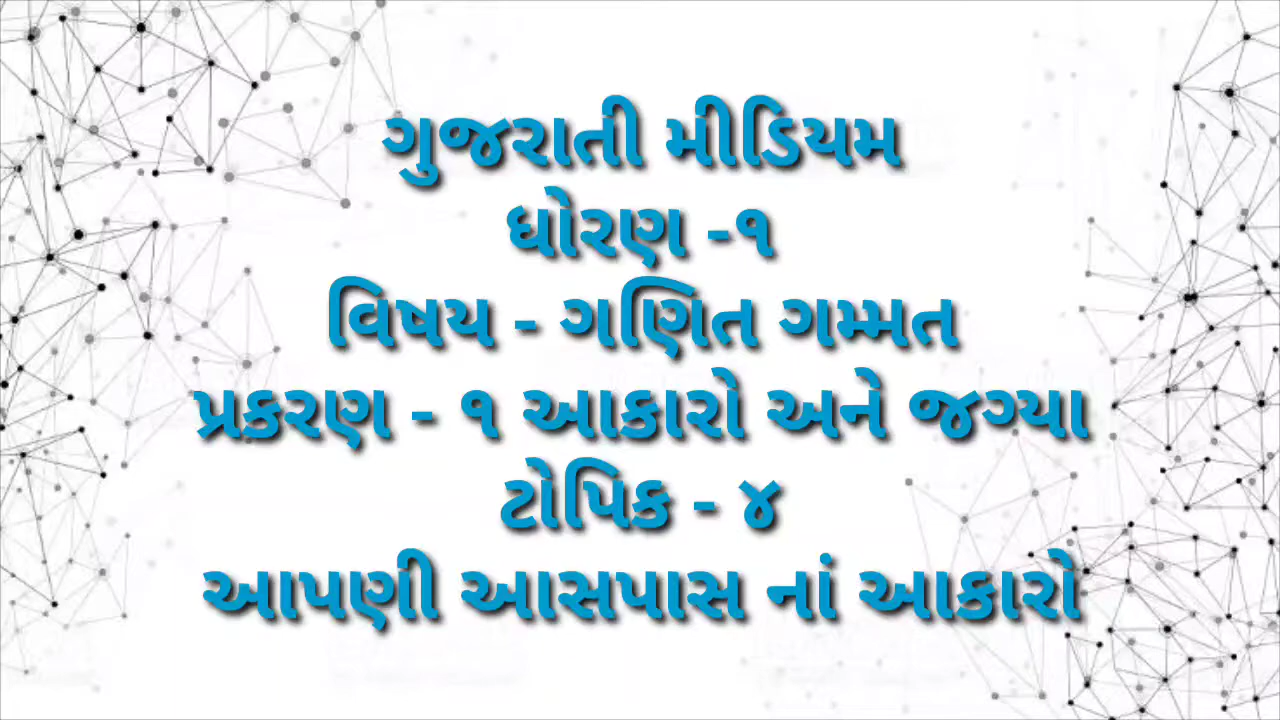 ગુજરાતી મીડિયમ
ધોરણ -૧
વિષય - ગણિત ગમ્મત
પ્રકરણ - ૧ આકારો અને જગ્યા
ટોપિક - ૪
આપણી આસપાસ નાં આકારો